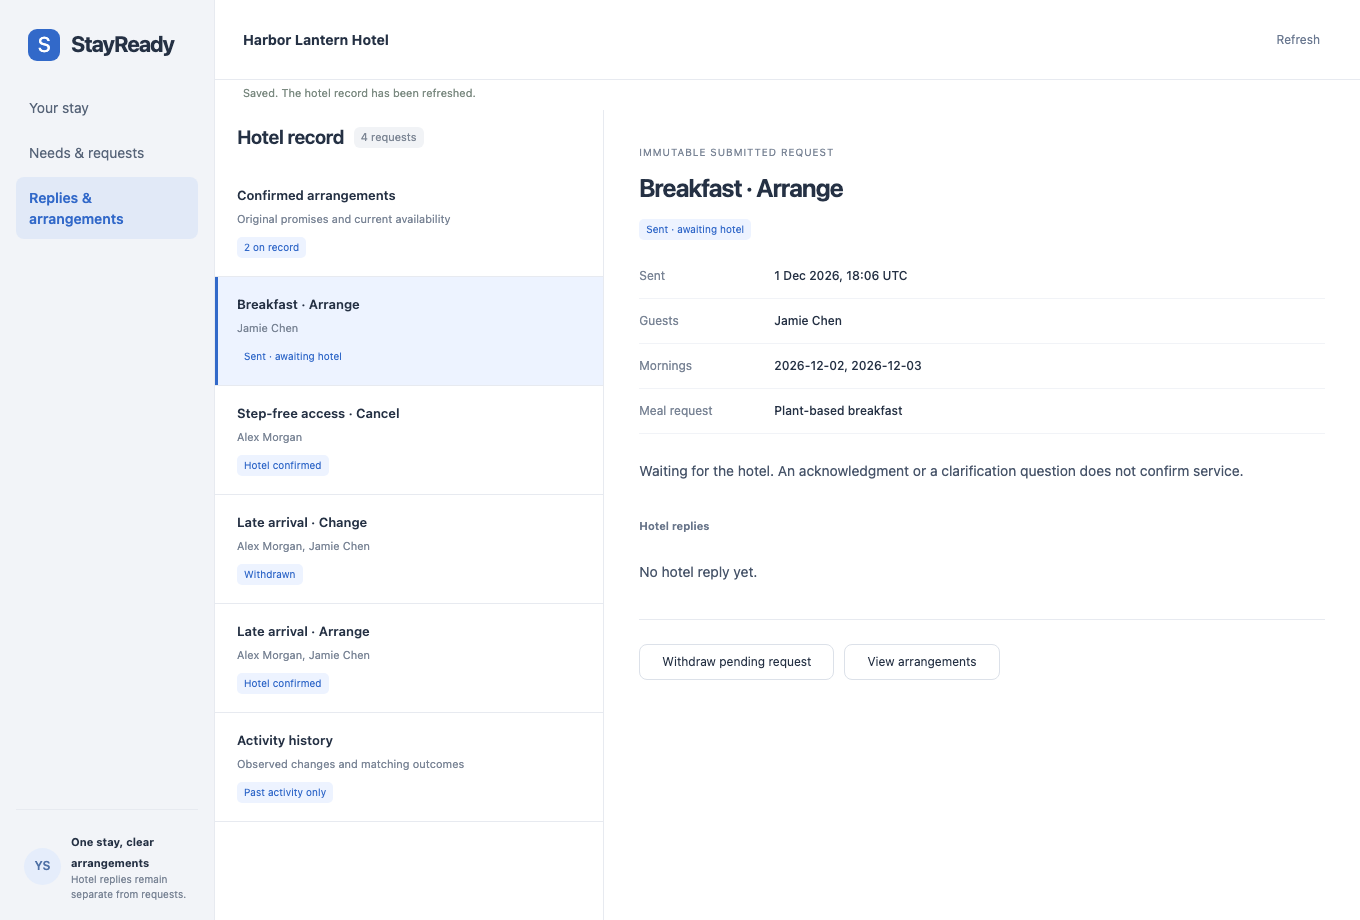 S StayReady
Your stay
Needs & requests
Replies &
arrangements
YS
One stay, clear
arrangements
Hotel replies remain
separate from requests.
Harbor Lantern Hotel
Refresh
Saved. The hotel record has been refreshed.
Hotel record 4 requests
Confirmed arrangements
Original promises and current availability
2 on record
Breakfast · Arrange
Jamie Chen
Sent · awaiting hotel
Step-free access · Cancel
Alex Morgan
Hotel confirmed
Late arrival · Change
Alex Morgan, Jamie Chen
Withdrawn
Late arrival · Arrange
Alex Morgan, Jamie Chen
Hotel confirmed
Activity history
Observed changes and matching outcomes
Past activity only
IMMUTABLE SUBMITTED REQUEST
Breakfast · Arrange
Sent · awaiting hotel
Sent 1 Dec 2026, 18:06 UTC
Guests Jamie Chen
Mornings 2026-12-02, 2026-12-03
Meal request Plant-based breakfast
Waiting for the hotel. An acknowledgment or a clarification question does not confirm service.
Hotel replies
No hotel reply yet.
Withdraw pending request View arrangements